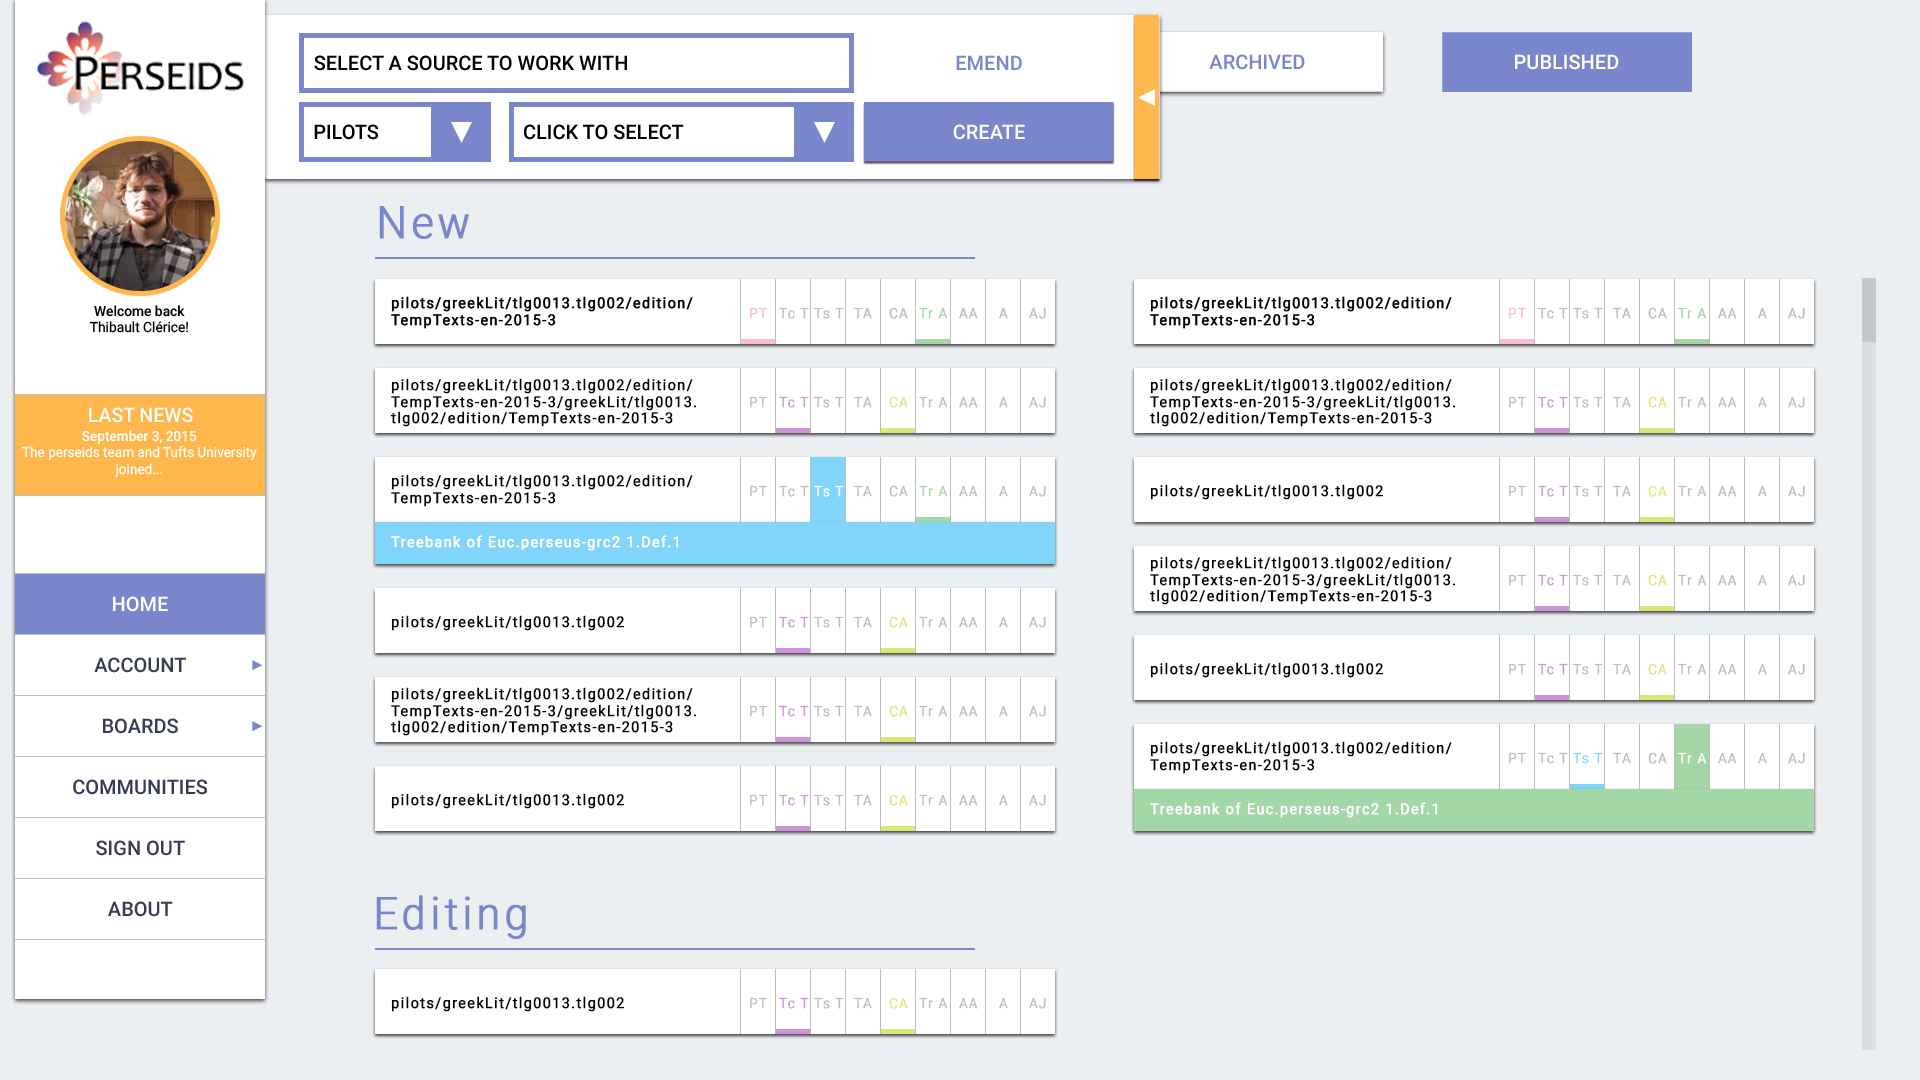 PERSEIDS
Welcome back
Thibault Clérice!
LAST NEWS
September 3, 2015
The perseids team and Tufts University
joined...
HOME
ACCOUNT
BOARDS
COMMUNITIES
SIGN OUT
ABOUT
SELECT A SOURCE TO WORK WITH
EMEND
PILOTS
CLICK TO SELECT
CREATE
ARCHIVED
PUBLISHED
New
pilots/greekLit/tlg0013.tlg002/edition/
TempTexts-en-2015-3
PT Tc T Ts T TA CA Tr A AA A AJ
pilots/greekLit/tlg0013.tlg002/edition/
TempTexts-en-2015-3/greekLit/tlg0013.
tlg002/edition/TempTexts-en-2015-3
PT Tc T Ts T TA CA Tr A AA A AJ
pilots/greekLit/tlg0013.tlg002/edition/
TempTexts-en-2015-3
PT Tc T Ts T TA CA Tr A AA A AJ
Treebank of Euc.perseus-grc2 1.Def.1
pilots/greekLit/tlg0013.tlg002
PT Tc T Ts T TA CA Tr A AA A AJ
pilots/greekLit/tlg0013.tlg002/edition/
TempTexts-en-2015-3/greekLit/tlg0013.
tlg002/edition/TempTexts-en-2015-3
PT Tc T Ts T TA CA Tr A AA A AJ
pilots/greekLit/tlg0013.tlg002
PT Tc T Ts T TA CA Tr A AA A AJ
pilots/greekLit/tlg0013.tlg002/edition/
TempTexts-en-2015-3
PT Tc T Ts T TA CA Tr A AA A AJ
pilots/greekLit/tlg0013.tlg002/edition/
TempTexts-en-2015-3/greekLit/tlg0013.
tlg002/edition/TempTexts-en-2015-3
PT Tc T Ts T TA CA Tr A AA A AJ
pilots/greekLit/tlg0013.tlg002
PT Tc T Ts T TA CA Tr A AA A AJ
pilots/greekLit/tlg0013.tlg002/edition/
TempTexts-en-2015-3/greekLit/tlg0013.
tlg002/edition/TempTexts-en-2015-3
PT Tc T Ts T TA CA Tr A AA A AJ
pilots/greekLit/tlg0013.tlg002
PT Tc T Ts T TA CA Tr A AA A AJ
pilots/greekLit/tlg0013.tlg002/edition/
TempTexts-en-2015-3
PT Tc T Ts T TA CA Tr A AA A AJ
Treebank of Euc.perseus-grc2 1.Def.1
Editing
pilots/greekLit/tlg0013.tlg002
PT Tc T Ts T TA CA Tr A AA A AJ